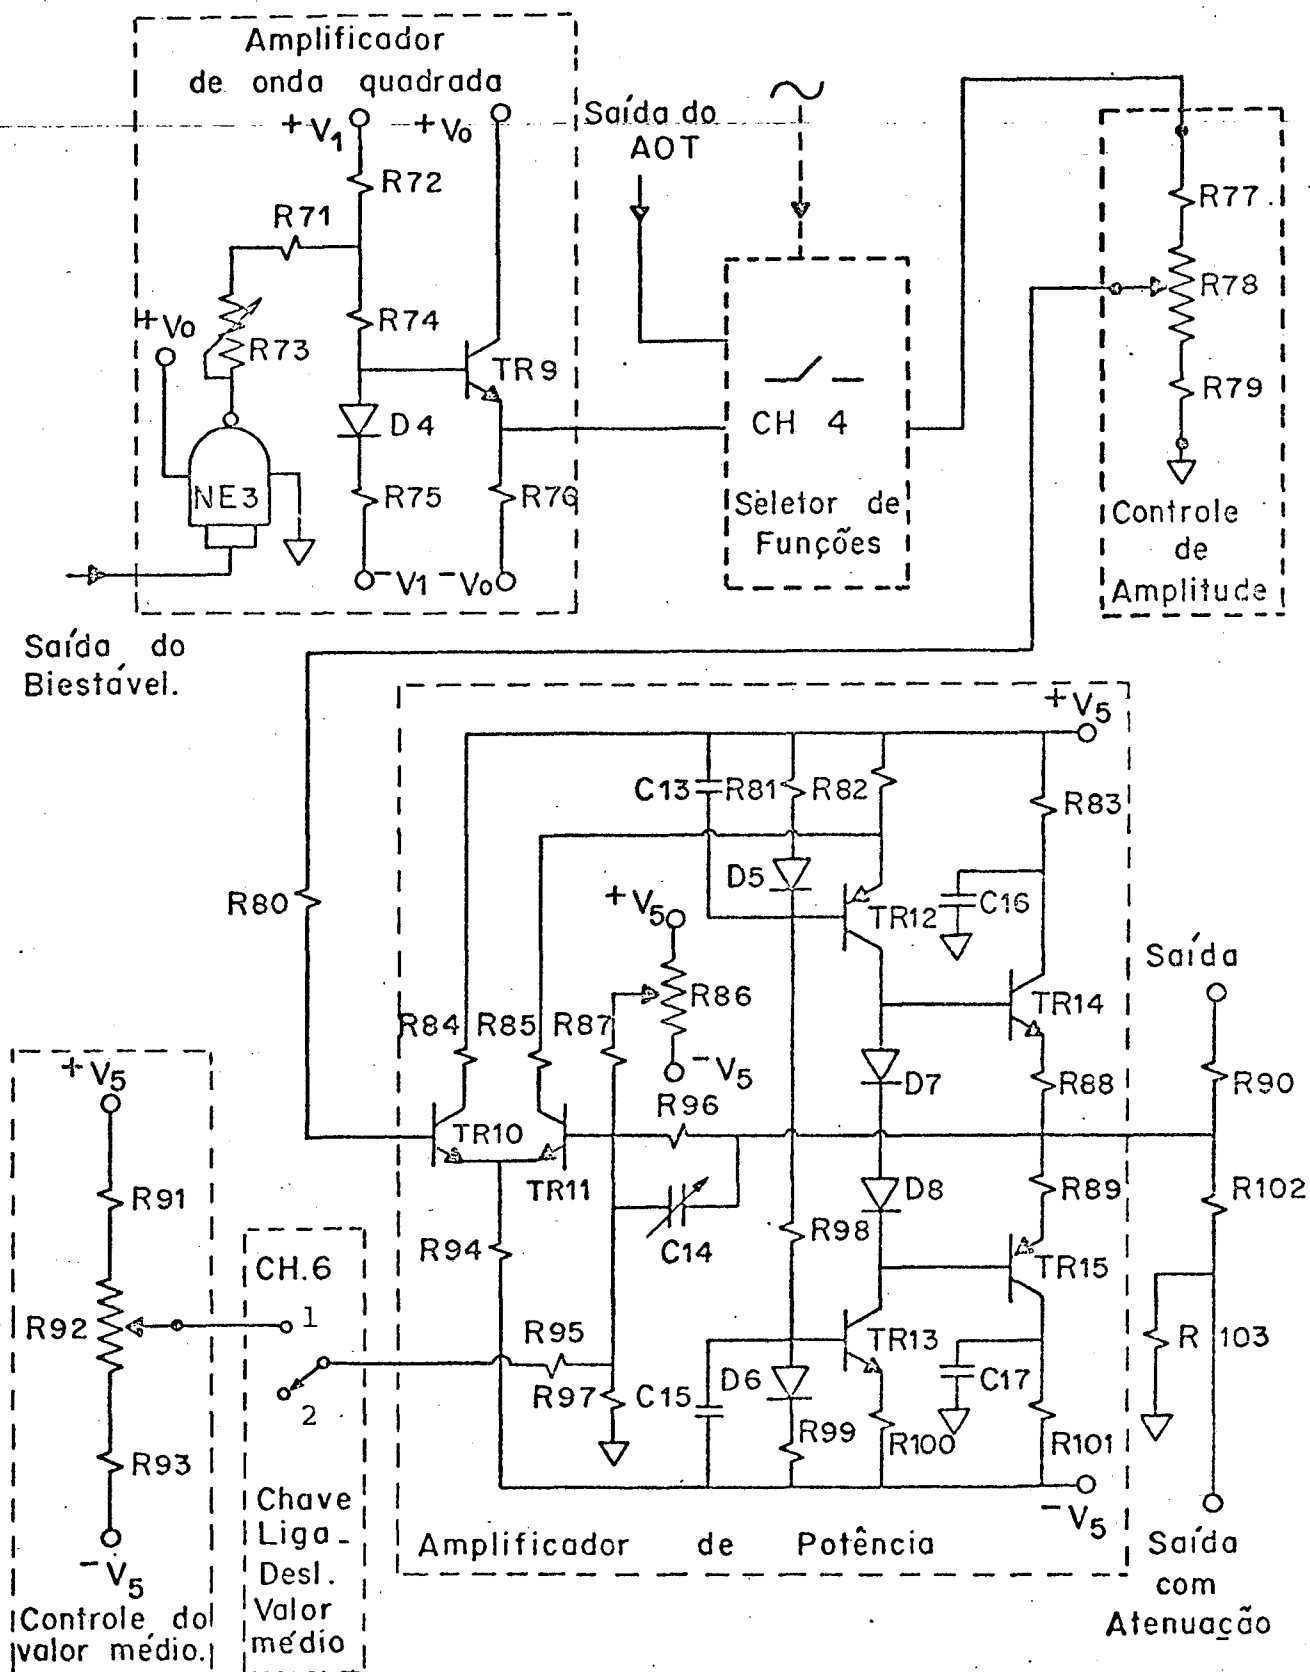 Amplificador
de onda quadrada
+V1
+Vo
R72
R71
+Vo
R73
R74
TR9
D4
NE3
R75
R76
-V1
-Vo
Saída do
Biestável.
Saída do
AOT
CH 4
Seletor de
Funções
R77
R78
R79
Controle
de
Amplitude
+V5
C13
R81
R82
R83
D5
R80
+V5
TR12
C16
Saída
R86
TR14
R84
R85
R87
-V5
D7
R88
R90
R96
TR10
TR11
+V5
D8
R89
R102
R91
C14
R98
R94
TR15
CH.6
R92
1
R95
TR13
R 103
R97
C15
D6
C17
2
R99
R100
R101
R93
-V5
-V5
Chave
Liga-
Desl.
Valor
médio
Amplificador de Potência
Saída
com
Atenuação
Controle do
valor médio.